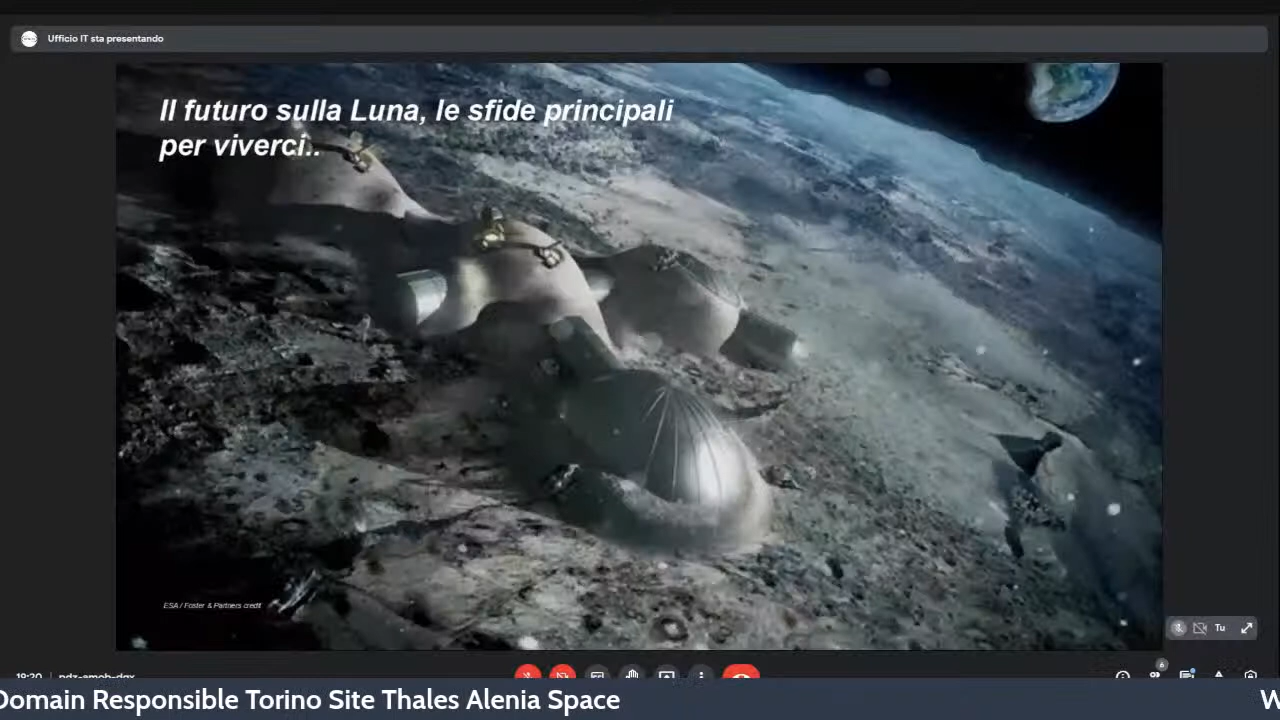 Ufficio IT sta presentando
Il futuro sulla Luna, le sfide principali
per viverci..
ESA / Foster & Partners credit
Tu
6
Domain Responsible Torino Site Thales Alenia Space
W